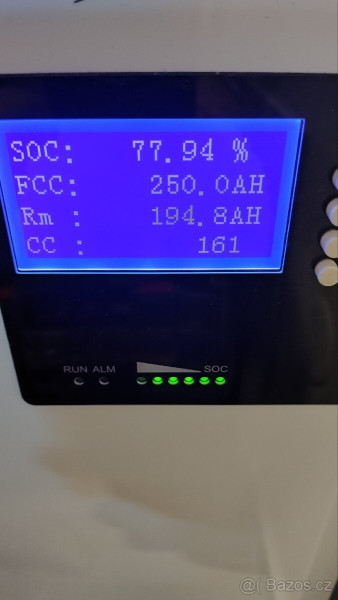 SOC: 77.94 %
FCC: 250.0AH
Rm : 194.8AH
CC : 161
RUN ALM SOC
@( Bazos.cz